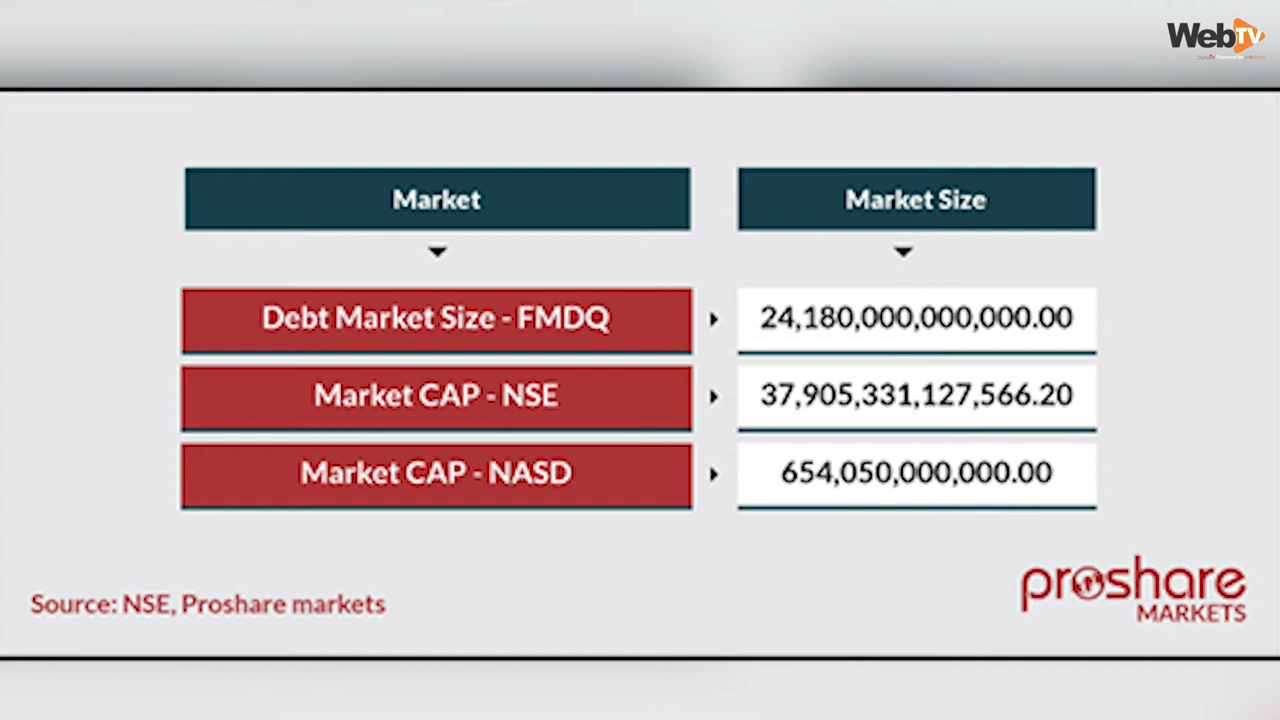 WebTV
Market
Market Size
Debt Market Size - FMDQ
24,180,000,000,000.00
Market CAP - NSE
37,905,331,127,566.20
Market CAP - NASD
654,050,000,000.00
Source: NSE, Proshare markets
proshare
MARKETS